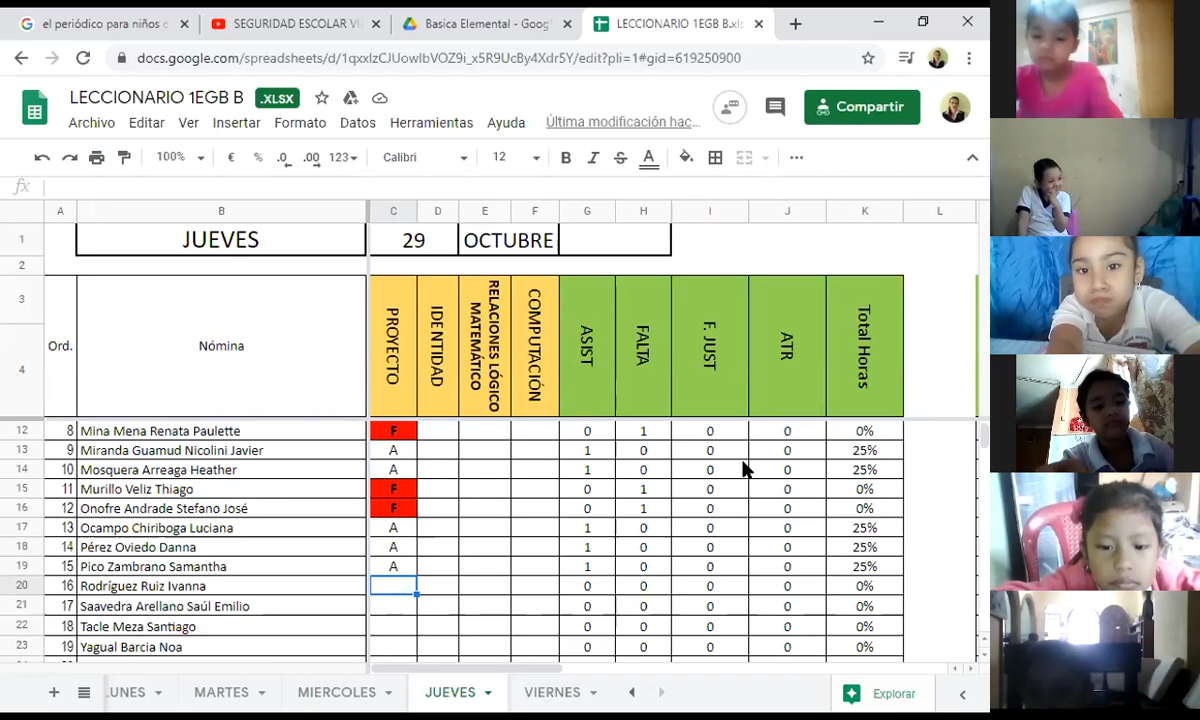 el periódico para niños
SEGURIDAD ESCOLAR VI
Basica Elemental - Goog
LECCIONARIO 1EGB B.xls
docs.google.com/spreadsheets/d/1qxxIzCJUowIbVOZ9i_x5R9UcBy4Xdr5Y/edit?pli=1#gid=619250900
LECCIONARIO 1EGB B .XLSX
Compartir
Archivo Editar Ver Insertar Formato Datos Herramientas Ayuda Última modificación hac...
100% € % .0 .00 123 Calibri 12 B I S A
fx
A B C D E F G H I J K L
1 JUEVES 29 OCTUBRE
2
3
4
Ord. Nómina PROYECTO IDENTIDAD RELACIONES LÓGICO MATEMÁTICO COMPUTACIÓN ASIST FALTA F. JUST ATR Total Horas
12 8 Mina Mena Renata Paulette F 0 1 0 0 0%
13 9 Miranda Guamud Nicolini Javier A 1 0 0 0 25%
14 10 Mosquera Arreaga Heather A 1 0 0 0 25%
15 11 Murillo Veliz Thiago F 0 1 0 0 0%
16 12 Onofre Andrade Stefano José F 0 1 0 0 0%
17 13 Ocampo Chiriboga Luciana A 1 0 0 0 25%
18 14 Pérez Oviedo Danna A 1 0 0 0 25%
19 15 Pico Zambrano Samantha A 1 0 0 0 25%
20 16 Rodríguez Ruiz Ivanna 0 0 0 0 0%
21 17 Saavedra Arellano Saúl Emilio 0 0 0 0 0%
22 18 Tacle Meza Santiago 0 0 0 0 0%
23 19 Yagual Barcia Noa 0 0 0 0 0%
LUNES MARTES MIERCOLES JUEVES VIERNES Explorar